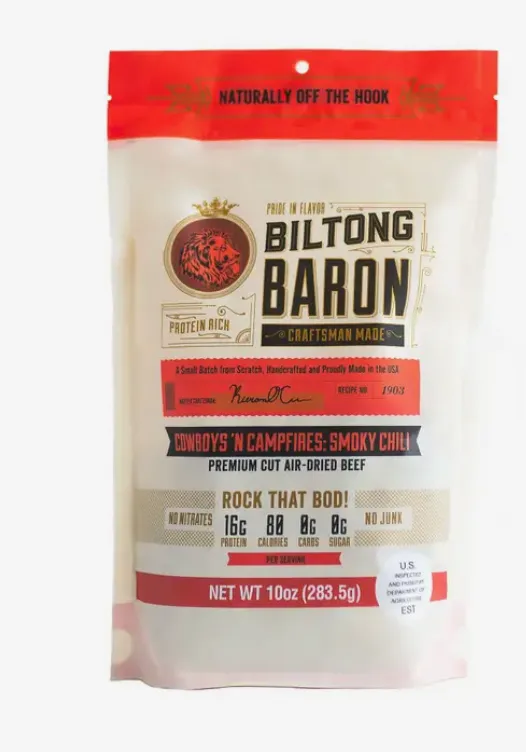 NATURALLY OFF THE HOOK
PRIDE IN FLAVOR
BILTONG
BARON
PROTEIN RICH
CRAFTSMAN MADE
A Small Batch from Scratch, Handcrafted and Proudly Made in the USA
RECIPE NO. 1903
COWBOYS 'N CAMPFIRES: SMOKY CHILI
PREMIUM CUT AIR-DRIED BEEF
ROCK THAT BOD!
NO NITRATES
16G 80 0G 0G
PROTEIN CALORIES CARBS SUGAR
NO JUNK
PER SERVING
NET WT 10oz (283.5g)
U.S.
INSPECTED
AND PASSED BY
DEPARTMENT OF
AGRICULTURE
EST